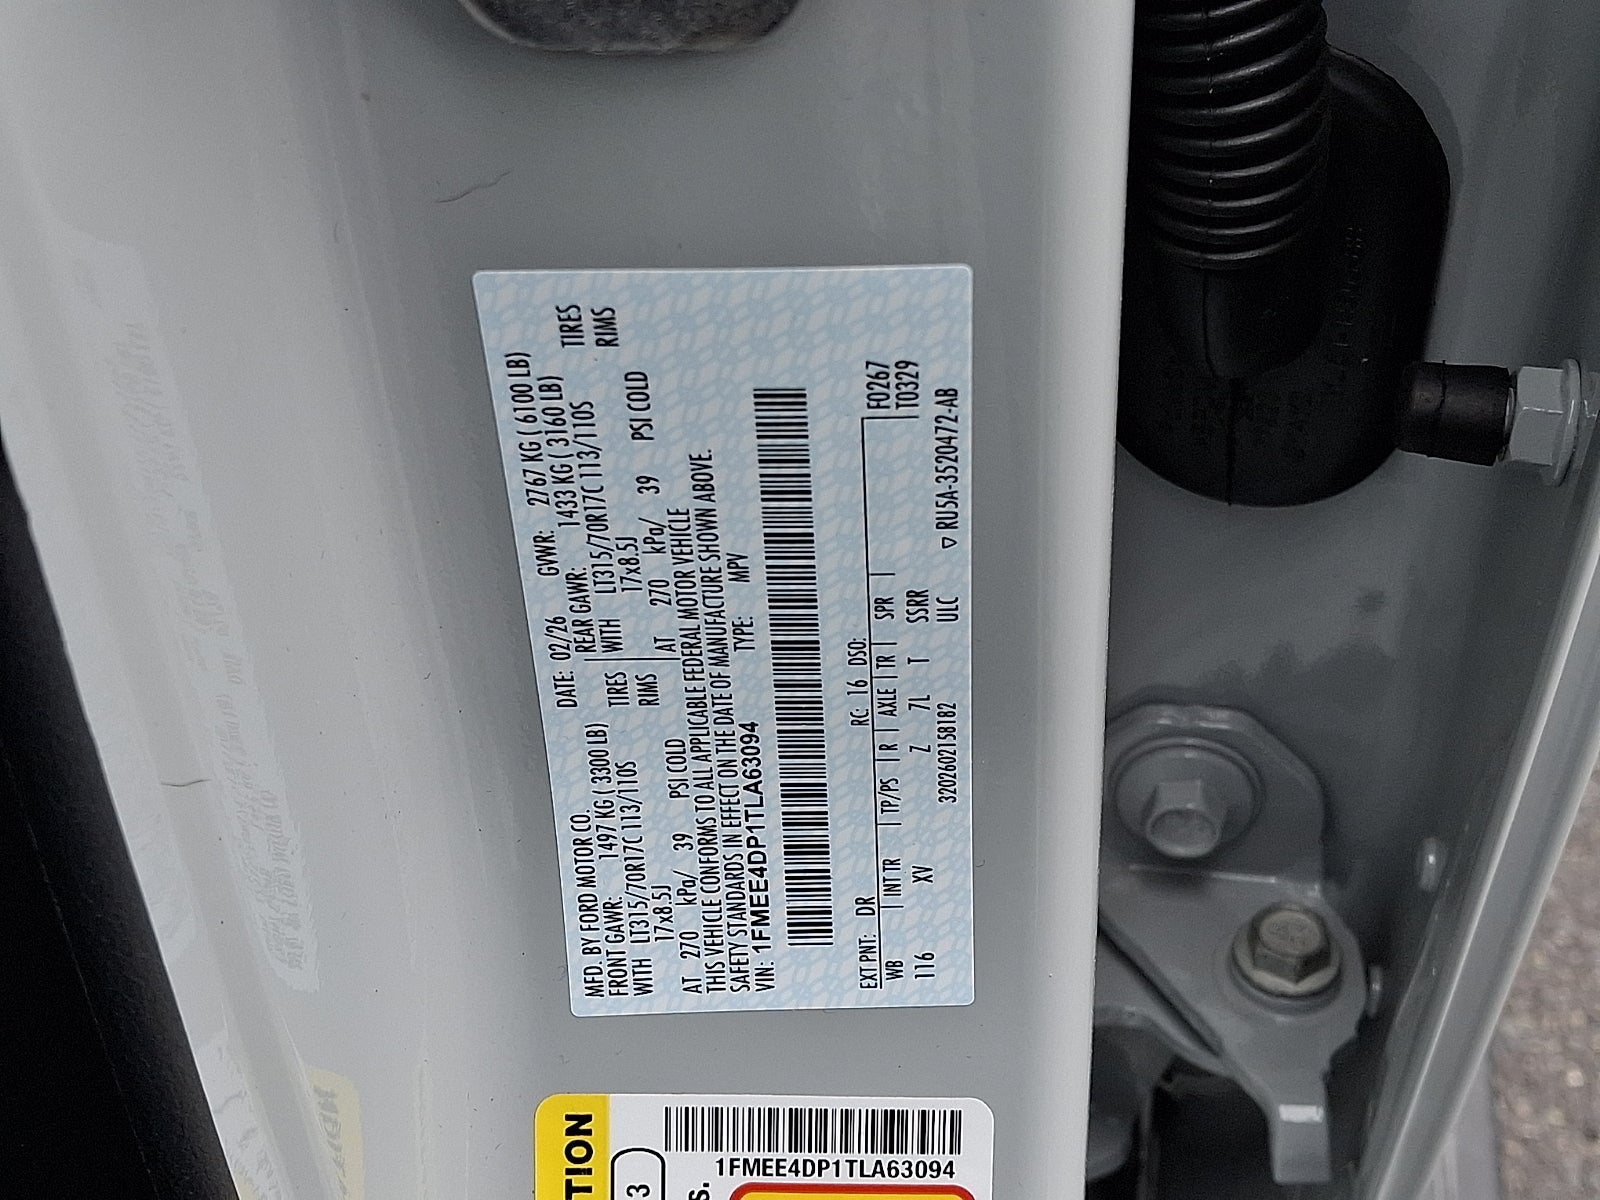 MFD. BY FORD MOTOR CO.
DATE: 02/26 GVWR: 2767 KG ( 6100 LB)
FRONT GAWR: 1497 KG ( 3300 LB) REAR GAWR: 1433 KG ( 3160 LB)
WITH LT315/70R17C 113/110S TIRES WITH LT315/70R17C 113/110S TIRES
17x8.5J RIMS 17x8.5J RIMS
AT 270 kPa/ 39 PSI COLD AT 270 kPa/ 39 PSI COLD
THIS VEHICLE CONFORMS TO ALL APPLICABLE FEDERAL MOTOR VEHICLE
SAFETY STANDARDS IN EFFECT ON THE DATE OF MANUFACTURE SHOWN ABOVE.
VIN: 1FMEE4DP1TLA63094 TYPE: MPV
EXT PNT: DR RC: 16 DSO: F0267
WB INT TR TP/PS R AXLE TR SPR T0329
116 XV Z 7L T SSRR
3202602158182 ULC ▽ RU5A-3520472-AB
TION
3
S.
1FMEE4DP1TLA63094